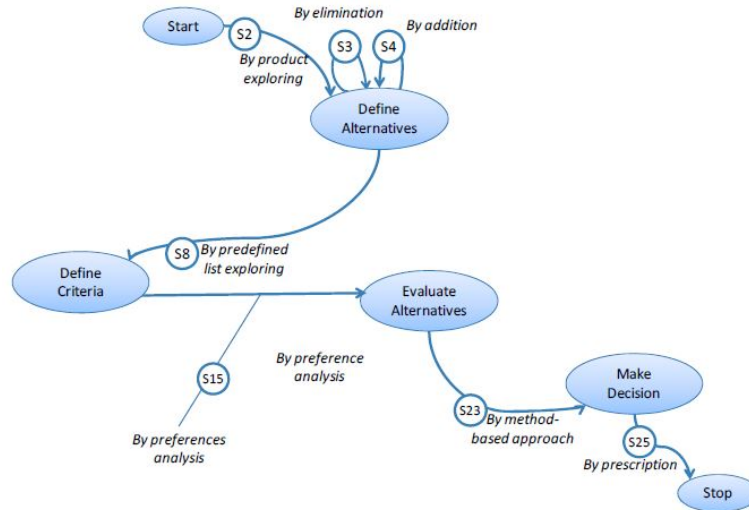 Start
S2
By product
exploring
By elimination
S3
S4
By addition
Define
Alternatives
S8
By predefined
list exploring
Define
Criteria
Evaluate
Alternatives
S15
By preference
analysis
By preferences
analysis
S23
By method-
based approach
Make
Decision
S25
By prescription
Stop